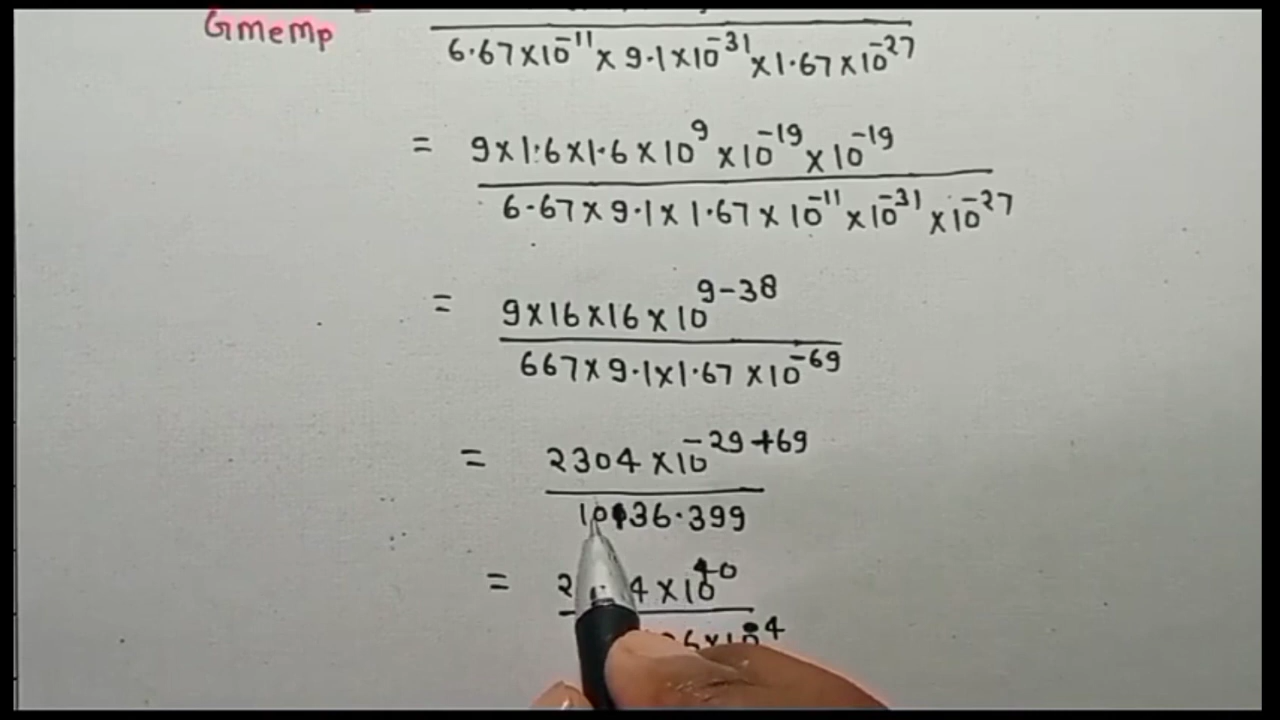 Gmemp
6.67×10⁻¹¹ × 9.1×10⁻³¹ ×1.67×10⁻²⁷
= 9×1.6×1.6×10⁹ ×10⁻¹⁹ ×10⁻¹⁹
6.67×9.1×1.67×10⁻¹¹×10⁻³¹×10⁻²⁷
= 9×16×16×10⁹⁻³⁸
667×9.1×1.67×10⁻⁶⁹
= 2304×10⁻²⁹⁺⁶⁹
10136.399
= 4×10⁴⁰